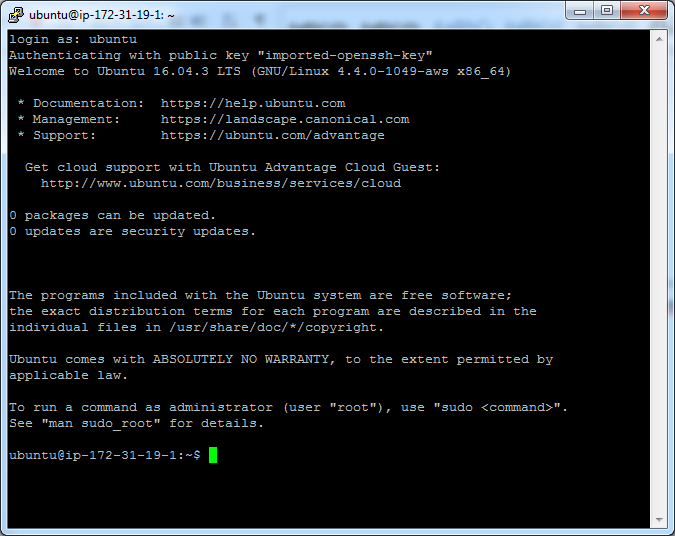 ubuntu@ip-172-31-19-1: ~
login as: ubuntu
Authenticating with public key "imported-openssh-key"
Welcome to Ubuntu 16.04.3 LTS (GNU/Linux 4.4.0-1049-aws x86_64)
* Documentation:  https://help.ubuntu.com
* Management:     https://landscape.canonical.com
* Support:        https://ubuntu.com/advantage
Get cloud support with Ubuntu Advantage Cloud Guest:
http://www.ubuntu.com/business/services/cloud
0 packages can be updated.
0 updates are security updates.
The programs included with the Ubuntu system are free software;
the exact distribution terms for each program are described in the
individual files in /usr/share/doc/*/copyright.
Ubuntu comes with ABSOLUTELY NO WARRANTY, to the extent permitted by
applicable law.
To run a command as administrator (user "root"), use "sudo <command>".
See "man sudo_root" for details.
ubuntu@ip-172-31-19-1:~$